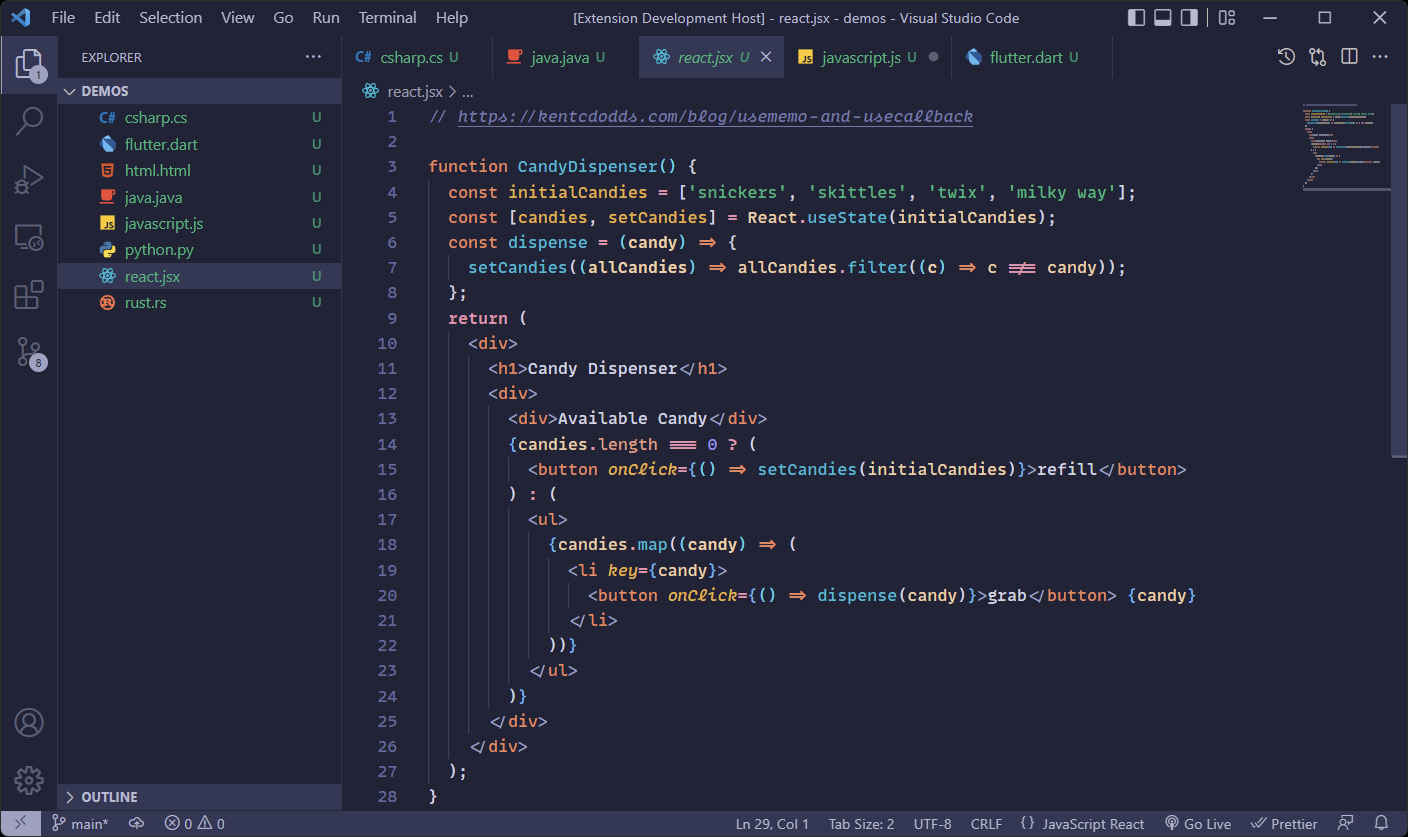 File Edit Selection View Go Run Terminal Help [Extension Development Host] - react.jsx - demos - Visual Studio Code
EXPLORER ···
C# csharp.cs U
java.java U
react.jsx U
JS javascript.js U
flutter.dart U
1
DEMOS
C# csharp.cs U
flutter.dart U
html.html U
java.java U
JS javascript.js U
python.py U
react.jsx U
rust.rs U
8
OUTLINE
react.jsx > ...
1 // https://kentcdodds.com/blog/usememo-and-usecallback
2
3 function CandyDispenser() {
4 const initialCandies = ['snickers', 'skittles', 'twix', 'milky way'];
5 const [candies, setCandies] = React.useState(initialCandies);
6 const dispense = (candy) => {
7 setCandies((allCandies) => allCandies.filter((c) => c !== candy));
8 };
9 return (
10 <div>
11 <h1>Candy Dispenser</h1>
12 <div>
13 <div>Available Candy</div>
14 {candies.length === 0 ? (
15 <button onClick={() => setCandies(initialCandies)}>refill</button>
16 ) : (
17 <ul>
18 {candies.map((candy) => (
19 <li key={candy}>
20 <button onClick={() => dispense(candy)}>grab</button> {candy}
21 </li>
22 ))}
23 </ul>
24 )}
25 </div>
26 </div>
27 );
28 }
main* 0 0 Ln 29, Col 1 Tab Size: 2 UTF-8 CRLF {} JavaScript React Go Live Prettier